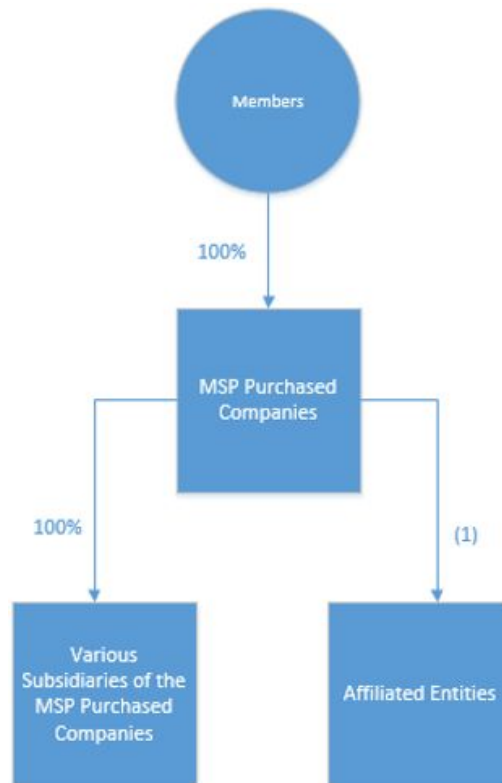 Members
100%
MSP Purchased
Companies
100%
(1)
Various
Subsidiaries of the
MSP Purchased
Companies
Affiliated Entities